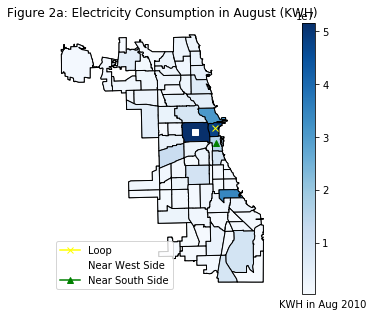 Figure 2a: Electricity Consumption in August (KWH)
1e7
5
4
3
2
1
Loop
Near West Side
Near South Side
KWH in Aug 2010